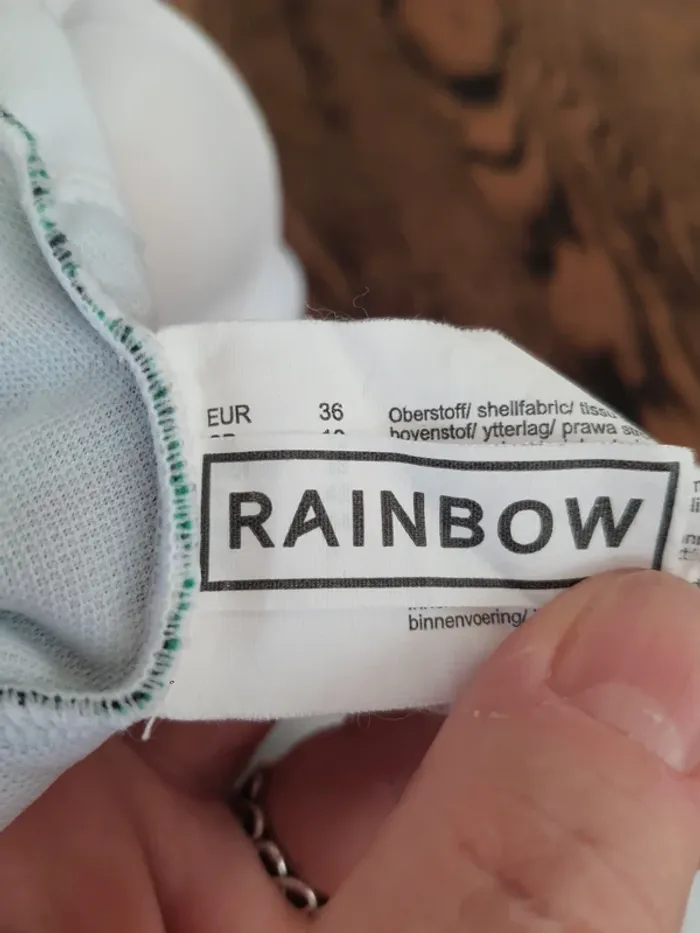 EUR 36
Oberstoff/ shellfabric/
bovenstof/ ytterlag/ prawa
RAINBOW
binnenvoering/